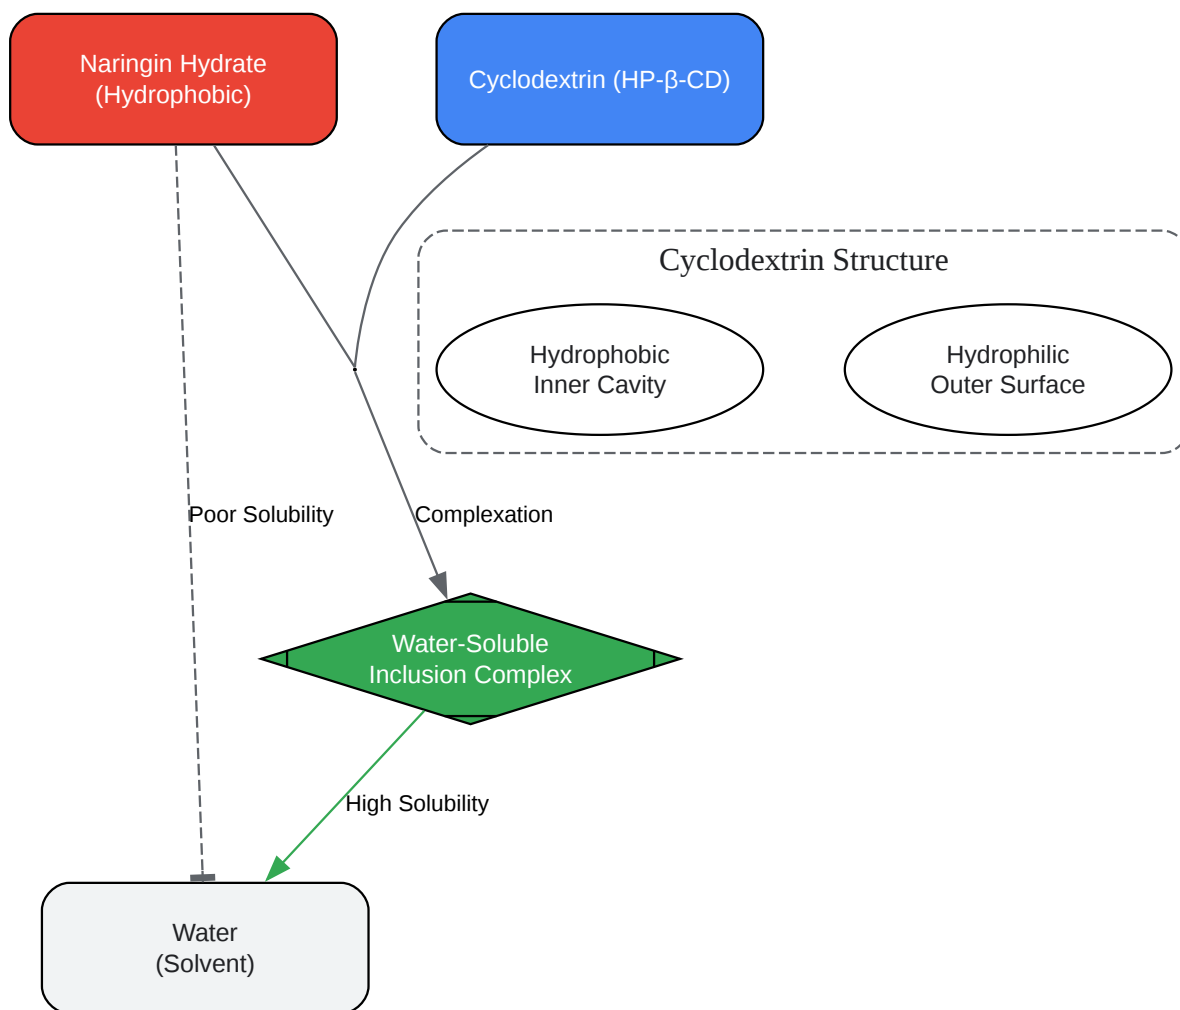 Naringin Hydrate
(Hydrophobic)
Cyclodextrin (HP-β-CD)
Cyclodextrin Structure
Hydrophobic
Inner Cavity
Hydrophilic
Outer Surface
Poor Solubility
Complexation
Water-Soluble
Inclusion Complex
High Solubility
Water
(Solvent)